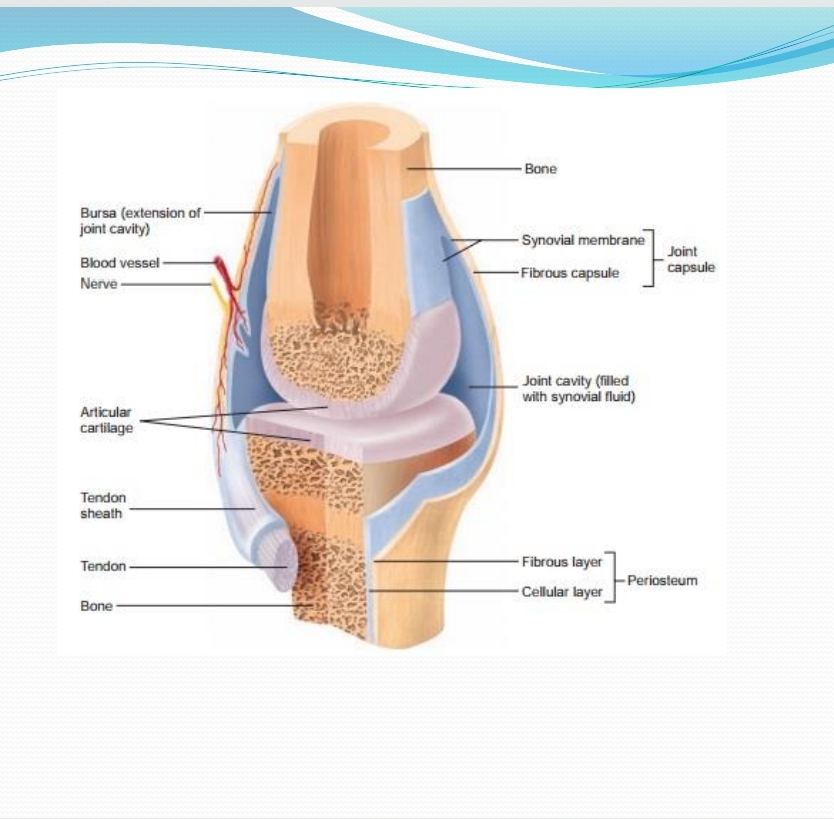 Bone
Bursa (extension of
joint cavity)
Synovial membrane
Joint
capsule
Blood vessel
Fibrous capsule
Nerve
Joint cavity (filled
with synovial fluid)
Articular
cartilage
Tendon
sheath
Tendon
Fibrous layer
Periosteum
Cellular layer
Bone